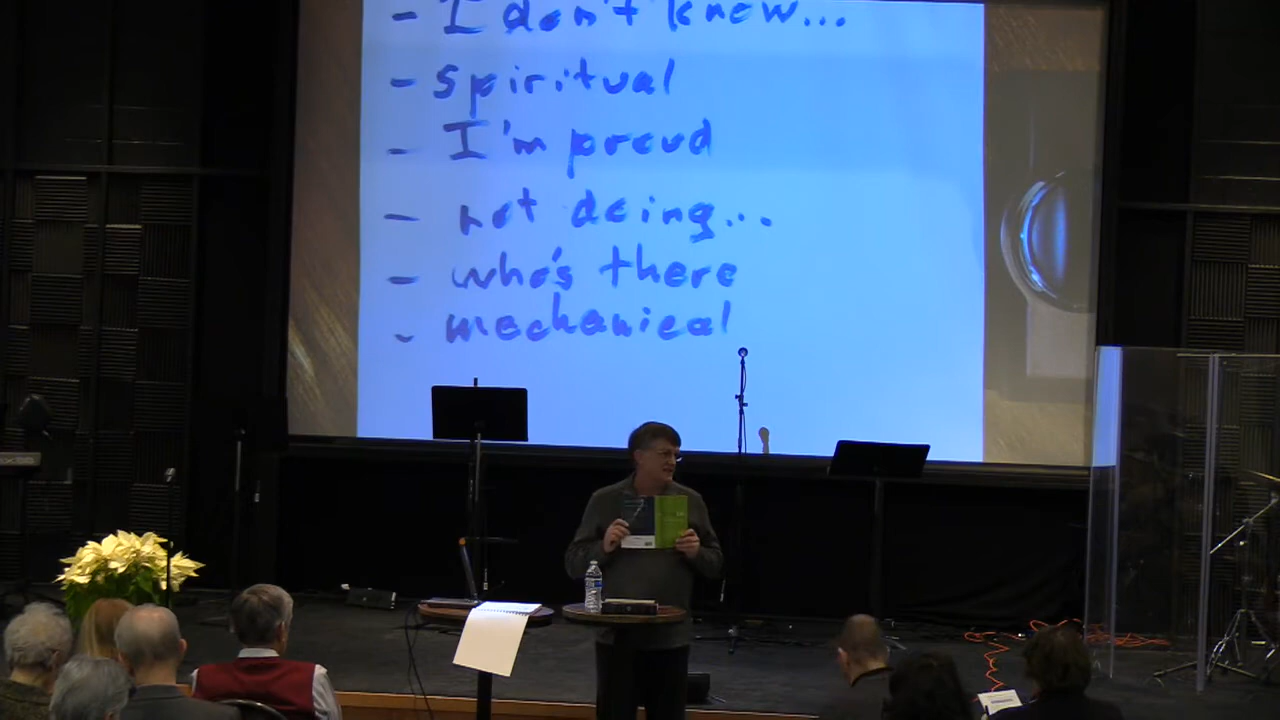 - I don't know...
- spiritual
- I'm proud
- not doing...
- who's there
- mechanical